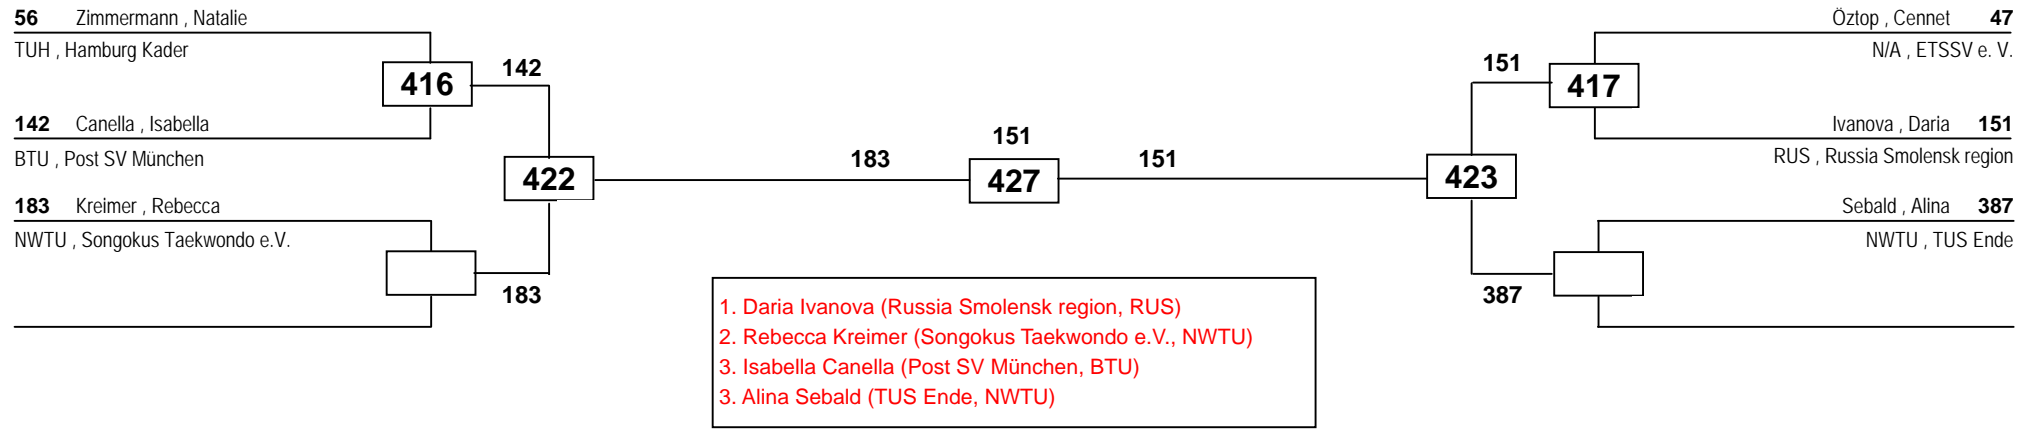 56 Zimmermann , Natalie
TUH , Hamburg Kader
416
142
142 Canella , Isabella
BTU , Post SV München
422
183 Kreimer , Rebecca
NWTU , Songokus Taekwondo e.V.
183
183
151
427
151
Öztop , Cennet 47
N/A , ETSSV e. V.
151
417
Ivanova , Daria 151
RUS , Russia Smolensk region
423
Sebald , Alina 387
NWTU , TUS Ende
387
1. Daria Ivanova (Russia Smolensk region, RUS)
2. Rebecca Kreimer (Songokus Taekwondo e.V., NWTU)
3. Isabella Canella (Post SV München, BTU)
3. Alina Sebald (TUS Ende, NWTU)